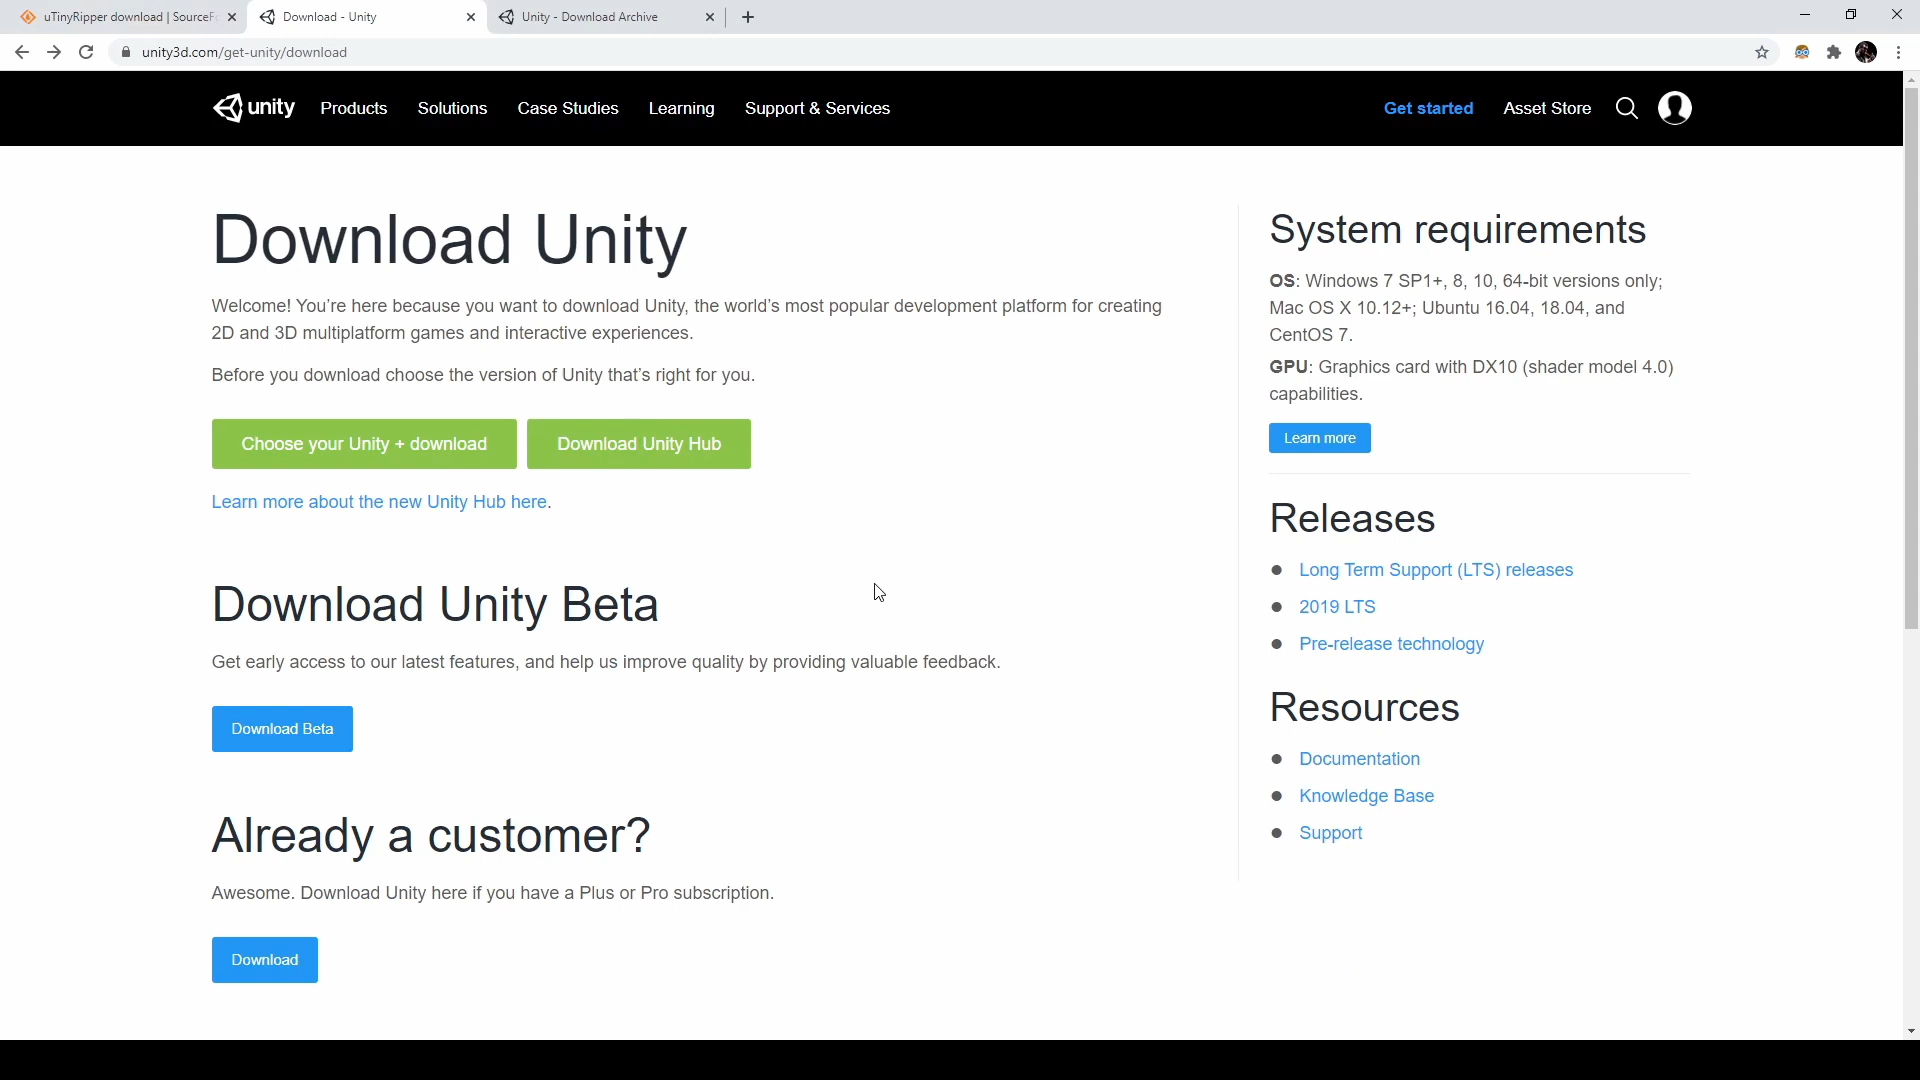 uTinyRipper download | SourceFo
Download - Unity
Unity - Download Archive
unity3d.com/get-unity/download
unity
Products
Solutions
Case Studies
Learning
Support & Services
Get started
Asset Store
Download Unity
Welcome! You’re here because you want to download Unity, the world’s most popular development platform for creating
2D and 3D multiplatform games and interactive experiences.
Before you download choose the version of Unity that’s right for you.
Choose your Unity + download
Download Unity Hub
Learn more about the new Unity Hub here.
Download Unity Beta
Get early access to our latest features, and help us improve quality by providing valuable feedback.
Download Beta
Already a customer?
Awesome. Download Unity here if you have a Plus or Pro subscription.
Download
System requirements
OS: Windows 7 SP1+, 8, 10, 64-bit versions only;
Mac OS X 10.12+; Ubuntu 16.04, 18.04, and
CentOS 7.
GPU: Graphics card with DX10 (shader model 4.0)
capabilities.
Learn more
Releases
Long Term Support (LTS) releases
2019 LTS
Pre-release technology
Resources
Documentation
Knowledge Base
Support